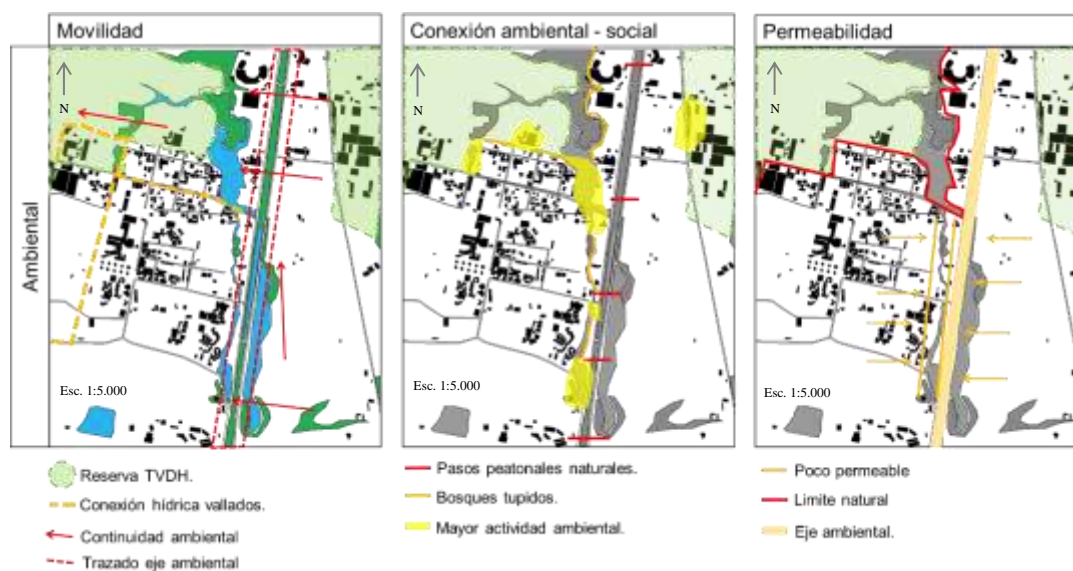 Movilidad
Conexión ambiental - social
Permeabilidad
Ambiental
N
N
N
Esc. 1:5.000
Esc. 1:5.000
Esc. 1:5.000
Reserva TVDH.
Conexión hídrica vallados.
Continuidad ambiental
Trazado eje ambiental
Pasos peatonales naturales.
Bosques tupidos.
Mayor actividad ambiental.
Poco permeable
Limite natural
Eje ambiental.